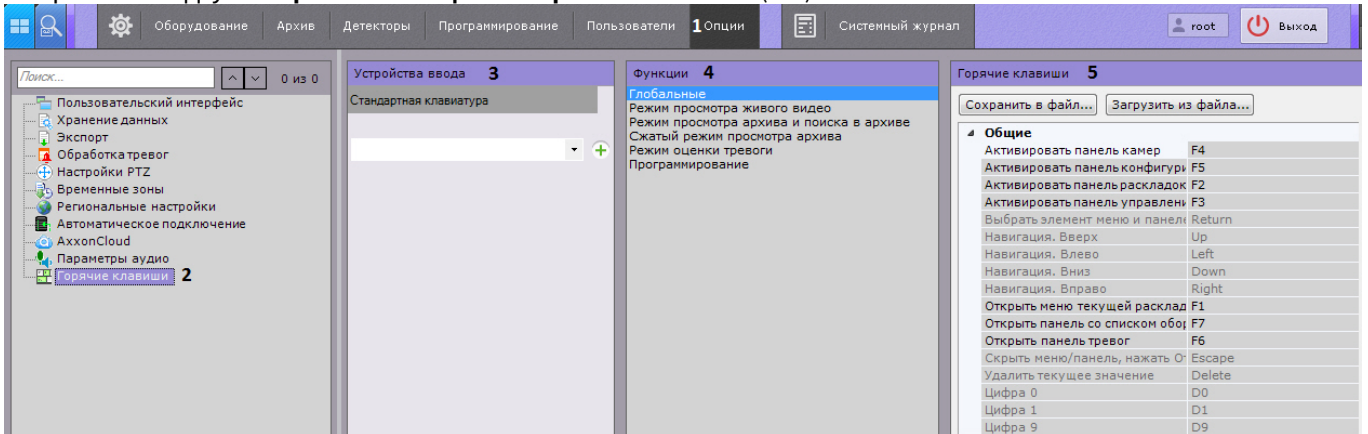 Оборудование Архив Детекторы Программирование Пользователи 1 Опции Системный журнал root Выход
Поиск... 0 из 0
Пользовательский интерфейс
Хранение данных
Экспорт
Обработка тревог
Настройки PTZ
Временные зоны
Региональные настройки
Автоматическое подключение
AxxonCloud
Параметры аудио
Горячие клавиши 2
Устройства ввода 3
Стандартная клавиатура
Функции 4
Глобальные
Режим просмотра живого видео
Режим просмотра архива и поиска в архиве
Сжатый режим просмотра архива
Режим оценки тревоги
Программирование
Горячие клавиши 5
Сохранить в файл... Загрузить из файла...
Общие
Активировать панель камер F4
Активировать панель конфигури F5
Активировать панель раскладок F2
Активировать панель управлени F3
Выбрать элемент меню и панеле Return
Навигация. Вверх Up
Навигация. Влево Left
Навигация. Вниз Down
Навигация. Вправо Right
Открыть меню текущей расклад F1
Открыть панель со списком обор F7
Открыть панель тревог F6
Скрыть меню/панель, нажать От Escape
Удалить текущее значение Delete
Цифра 0 D0
Цифра 1 D1
Цифра 9 D9